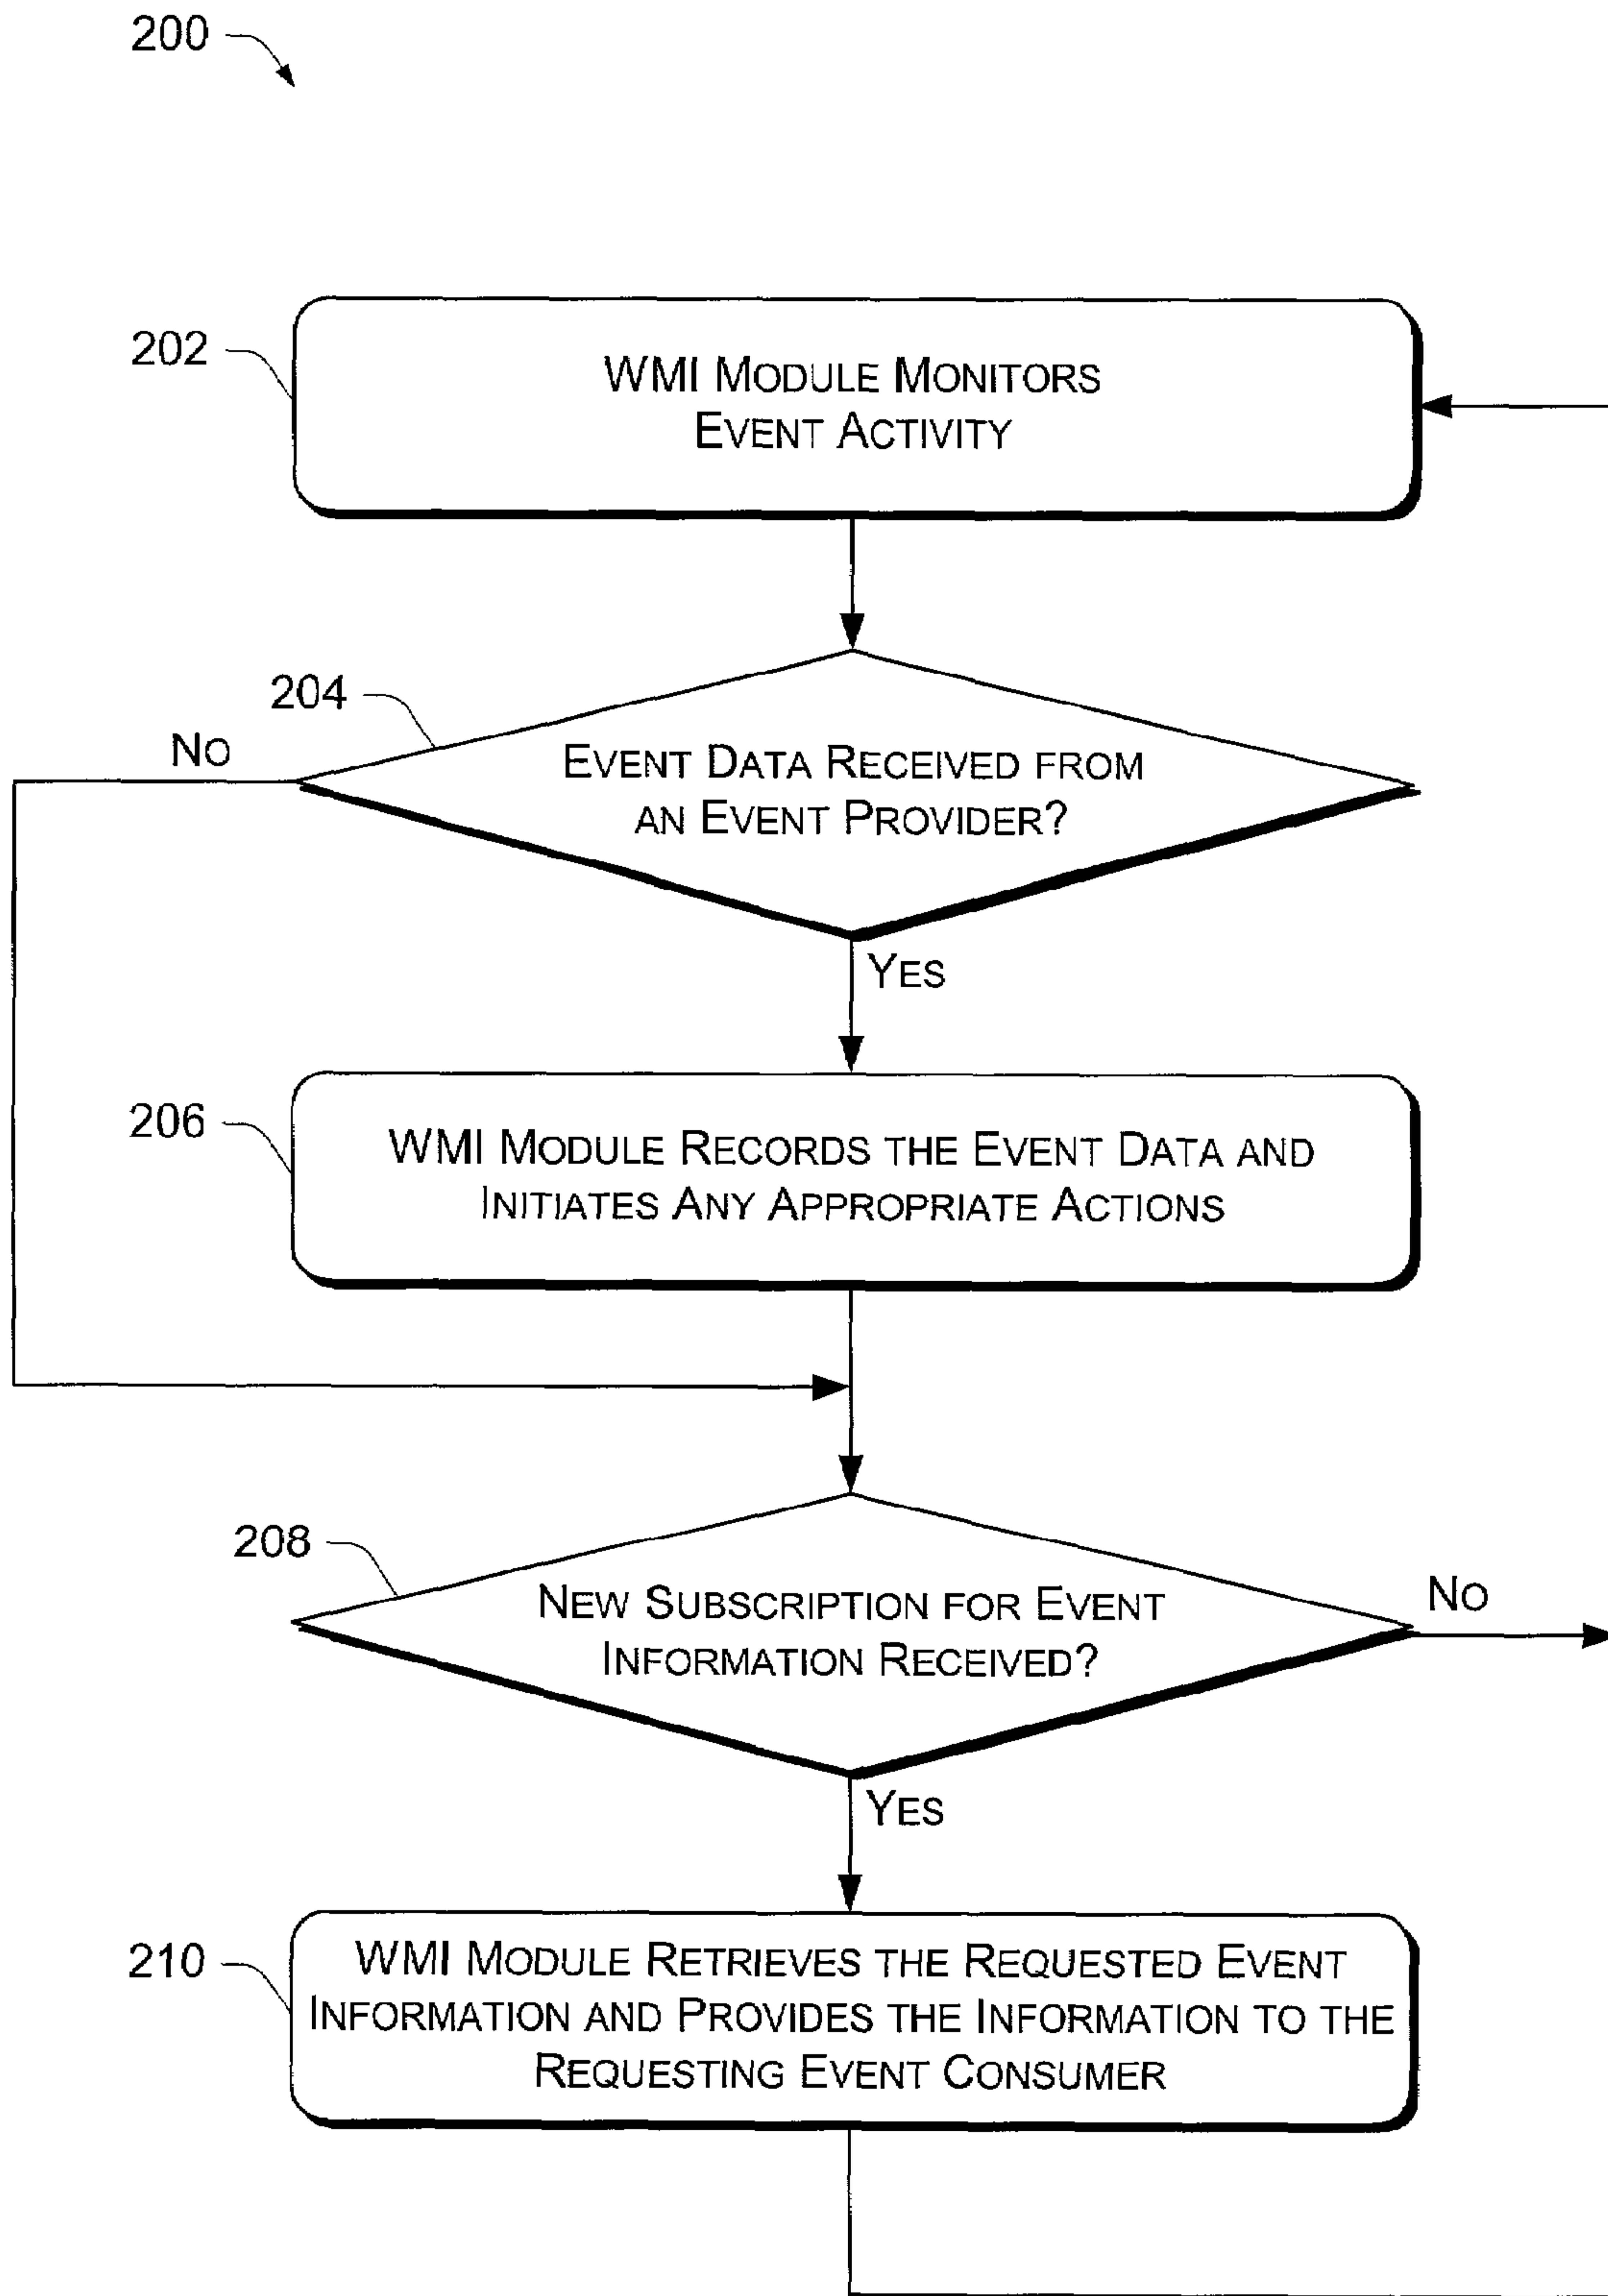 200
202
WMI MODULE MONITORS
EVENT ACTIVITY
204
NO
EVENT DATA RECEIVED FROM
AN EVENT PROVIDER?
YES
206
WMI MODULE RECORDS THE EVENT DATA AND
INITIATES ANY APPROPRIATE ACTIONS
208
NEW SUBSCRIPTION FOR EVENT
INFORMATION RECEIVED?
NO
YES
210
WMI MODULE RETRIEVES THE REQUESTED EVENT
INFORMATION AND PROVIDES THE INFORMATION TO THE
REQUESTING EVENT CONSUMER